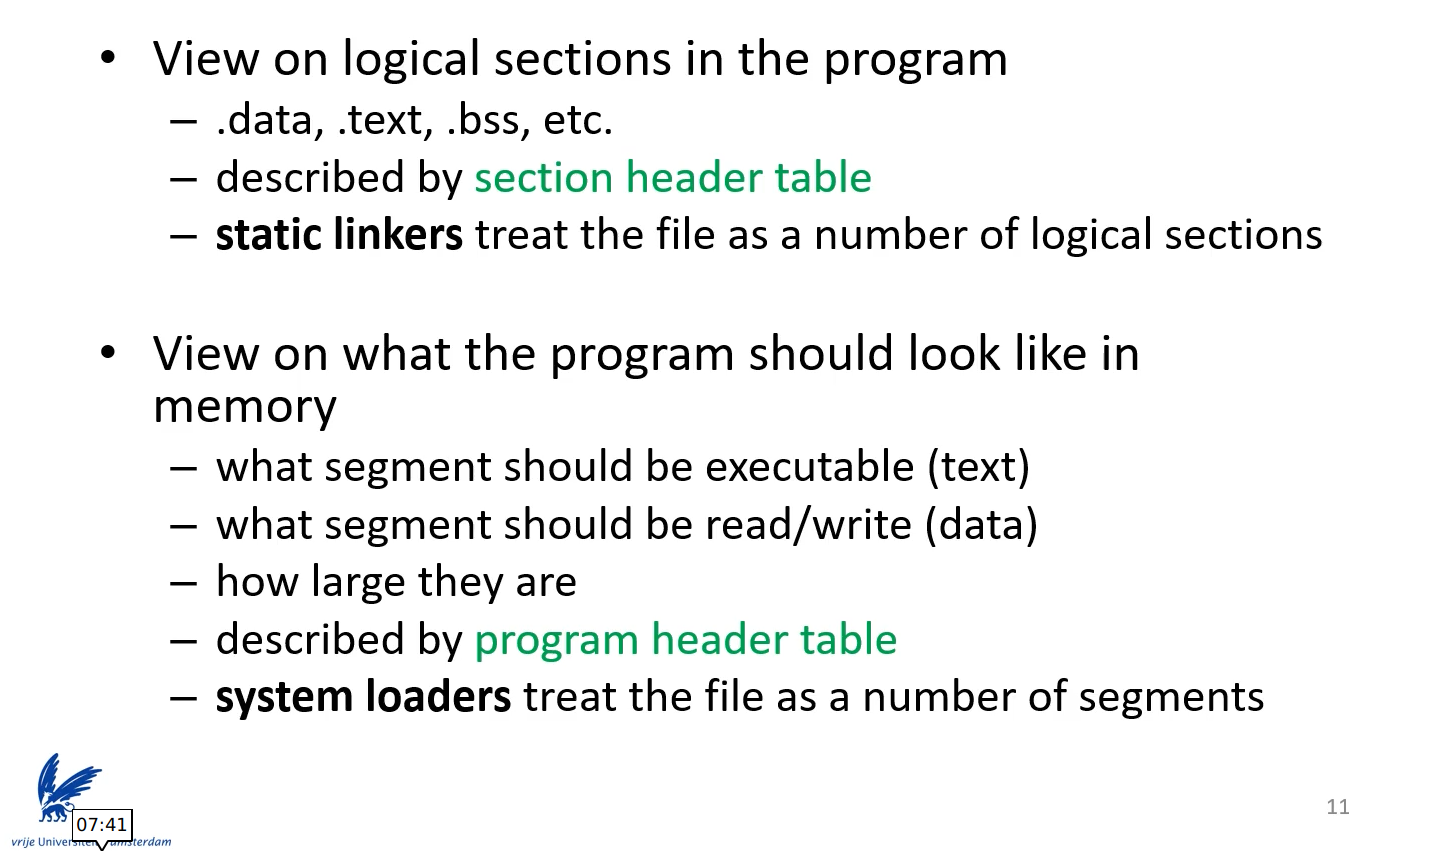 • View on logical sections in the program
– .data, .text, .bss, etc.
– described by section header table
– static linkers treat the file as a number of logical sections
• View on what the program should look like in
memory
– what segment should be executable (text)
– what segment should be read/write (data)
– how large they are
– described by program header table
– system loaders treat the file as a number of segments
11
07:41
vrije